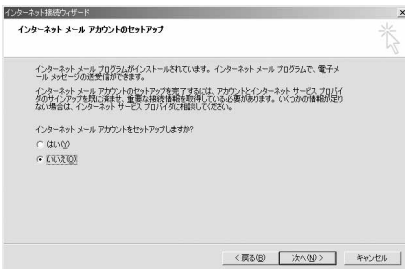 インターネット接続ウィザード
インターネット メール アカウントのセットアップ
インターネット メール プログラムがインストールされています。インターネット メール プログラムで、電子メ
ール メッセージの送受信ができます。
インターネット メール アカウントのセットアップを完了するには、アカウントとインターネット サービス プロバイ
ダのサインアップを既に済ませ、重要な接続情報を取得している必要があります。いくつかの情報が足り
ない場合は、インターネット サービス プロバイダに相談してください。
インターネット メール アカウントをセットアップしますか?
はい(Y)
いいえ(O)
< 戻る(B)
次へ(N) >
キャンセル